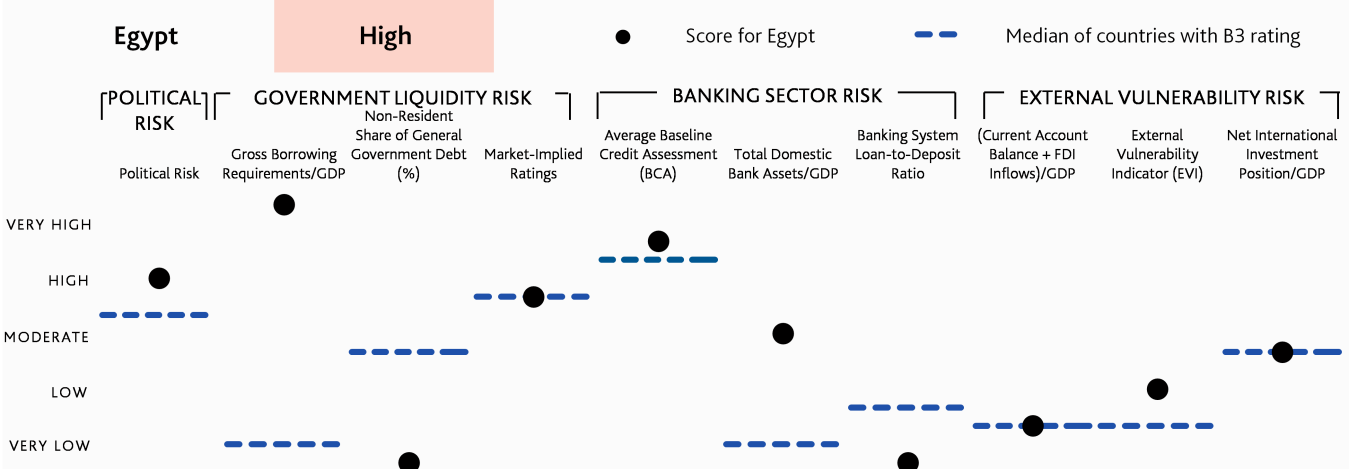 Egypt
High
Score for Egypt
Median of countries with B3 rating
POLITICAL
RISK
GOVERNMENT LIQUIDITY RISK
BANKING SECTOR RISK
EXTERNAL VULNERABILITY RISK
Political Risk
Gross Borrowing
Requirements/GDP
Non-Resident
Share of General
Government Debt
(%)
Market-Implied
Ratings
Average Baseline
Credit Assessment
(BCA)
Total Domestic
Bank Assets/GDP
Banking System
Loan-to-Deposit
Ratio
(Current Account
Balance + FDI
Inflows)/GDP
External
Vulnerability
Indicator (EVI)
Net International
Investment
Position/GDP
VERY HIGH
HIGH
MODERATE
LOW
VERY LOW